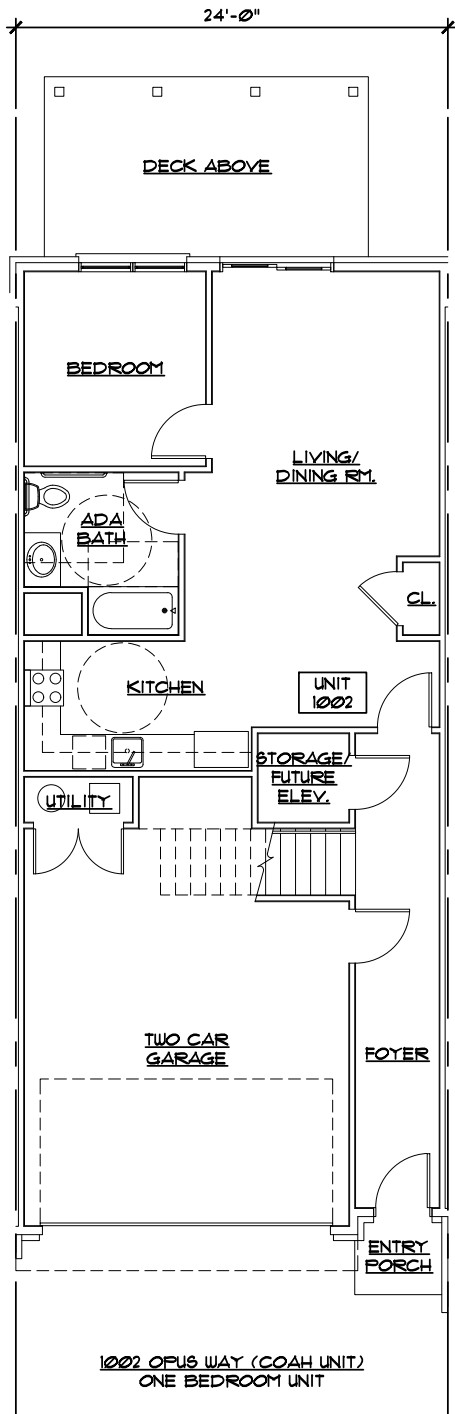 24'-0"
DECK ABOVE
BEDROOM
LIVING/
DINING RM.
ADA
BATH
CL.
KITCHEN
UNIT
1002
STORAGE/
FUTURE
ELEV.
UTILITY
TWO CAR
GARAGE
FOYER
ENTRY
PORCH
1002 OPUS WAY (COAH UNIT)
ONE BEDROOM UNIT